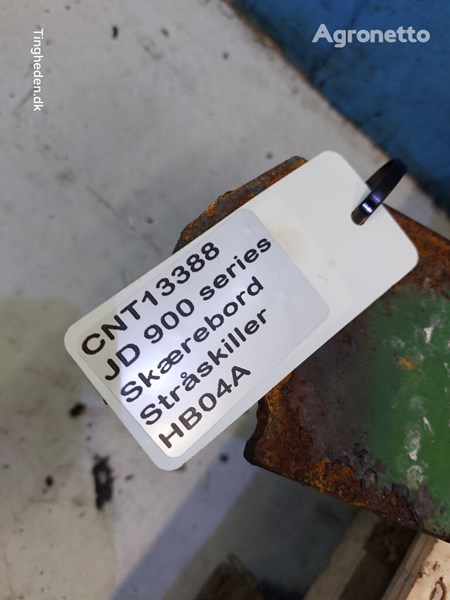 Agronetto
Tingheden.dk
CNT13388
JD 900 series
Skærebord
Stråskiller
HB04A